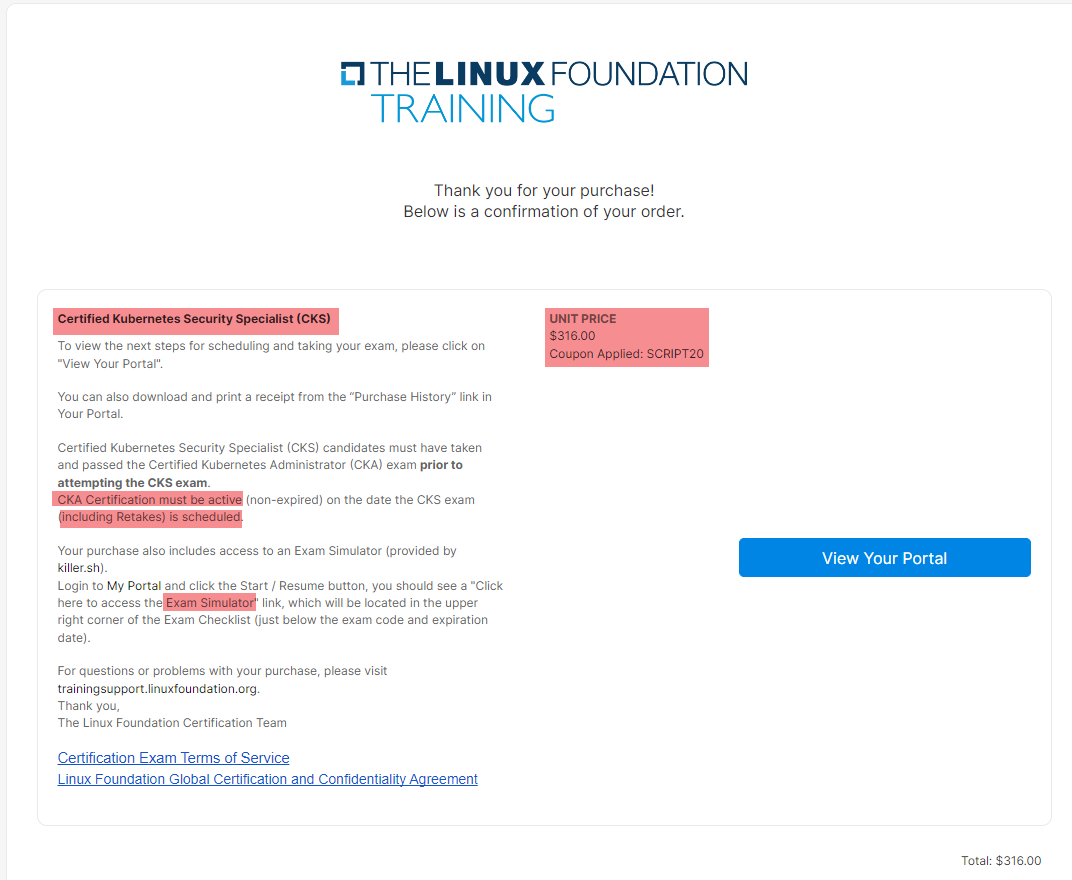 THE LINUX FOUNDATION
TRAINING
Thank you for your purchase!
Below is a confirmation of your order.
Certified Kubernetes Security Specialist (CKS)
To view the next steps for scheduling and taking your exam, please click on
"View Your Portal".
You can also download and print a receipt from the “Purchase History” link in
Your Portal.
Certified Kubernetes Security Specialist (CKS) candidates must have taken
and passed the Certified Kubernetes Administrator (CKA) exam prior to
attempting the CKS exam.
CKA Certification must be active (non-expired) on the date the CKS exam
(including Retakes) is scheduled.
Your purchase also includes access to an Exam Simulator (provided by
killer.sh).
Login to My Portal and click the Start / Resume button, you should see a "Click
here to access the Exam Simulator" link, which will be located in the upper
right corner of the Exam Checklist (just below the exam code and expiration
date).
For questions or problems with your purchase, please visit
trainingsupport.linuxfoundation.org.
Thank you,
The Linux Foundation Certification Team
Certification Exam Terms of Service
Linux Foundation Global Certification and Confidentiality Agreement
UNIT PRICE
$316.00
Coupon Applied: SCRIPT20
View Your Portal
Total: $316.00